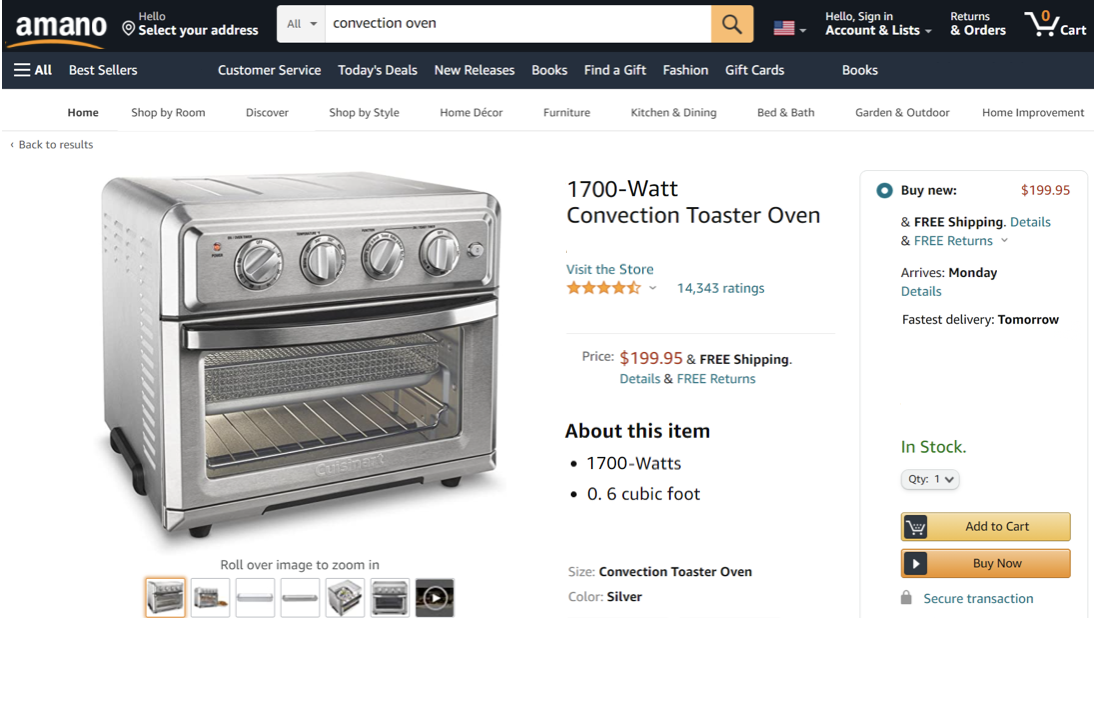 amano
Hello
Select your address
All
convection oven
Hello, Sign in
Account & Lists
Returns
& Orders
0
Cart
All
Best Sellers
Customer Service
Today's Deals
New Releases
Books
Find a Gift
Fashion
Gift Cards
Books
Home
Shop by Room
Discover
Shop by Style
Home Décor
Furniture
Kitchen & Dining
Bed & Bath
Garden & Outdoor
Home Improvement
‹ Back to results
POWER
Cuisinart
Roll over image to zoom in
1700-Watt
Convection Toaster Oven
Visit the Store
14,343 ratings
Price: $199.95 & FREE Shipping.
Details & FREE Returns
About this item
• 1700-Watts
• 0. 6 cubic foot
Size: Convection Toaster Oven
Color: Silver
Buy new: $199.95
& FREE Shipping. Details
& FREE Returns
Arrives: Monday
Details
Fastest delivery: Tomorrow
In Stock.
Qty: 1
Add to Cart
Buy Now
Secure transaction